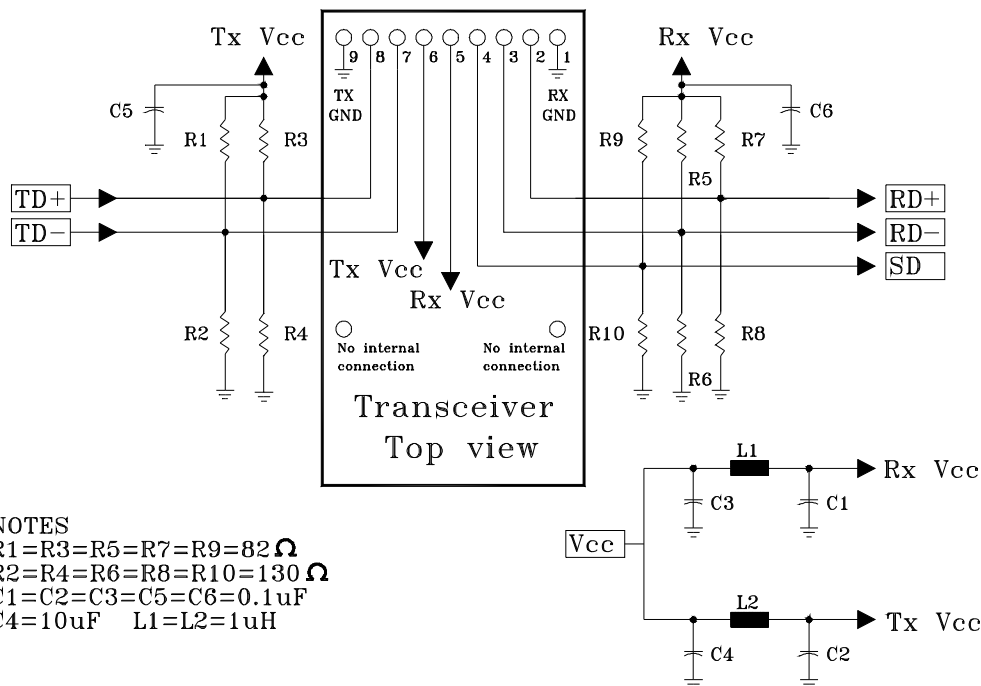 Tx Vcc
Rx Vcc
9 8 7 6 5 4 3 2 1
TX
GND
RX
GND
C5
R1
R3
R9
R7
C6
R5
TD+
RD+
TD-
RD-
SD
Tx Vcc
Rx Vcc
R2
R4
R10
R8
R6
No internal
connection
No internal
connection
Transceiver
Top view
L1
Rx Vcc
C3
C1
Vcc
L2
Tx Vcc
C4
C2
NOTES
R1=R3=R5=R7=R9=82Ω
R2=R4=R6=R8=R10=130Ω
C1=C2=C3=C5=C6=0.1uF
C4=10uF L1=L2=1uH